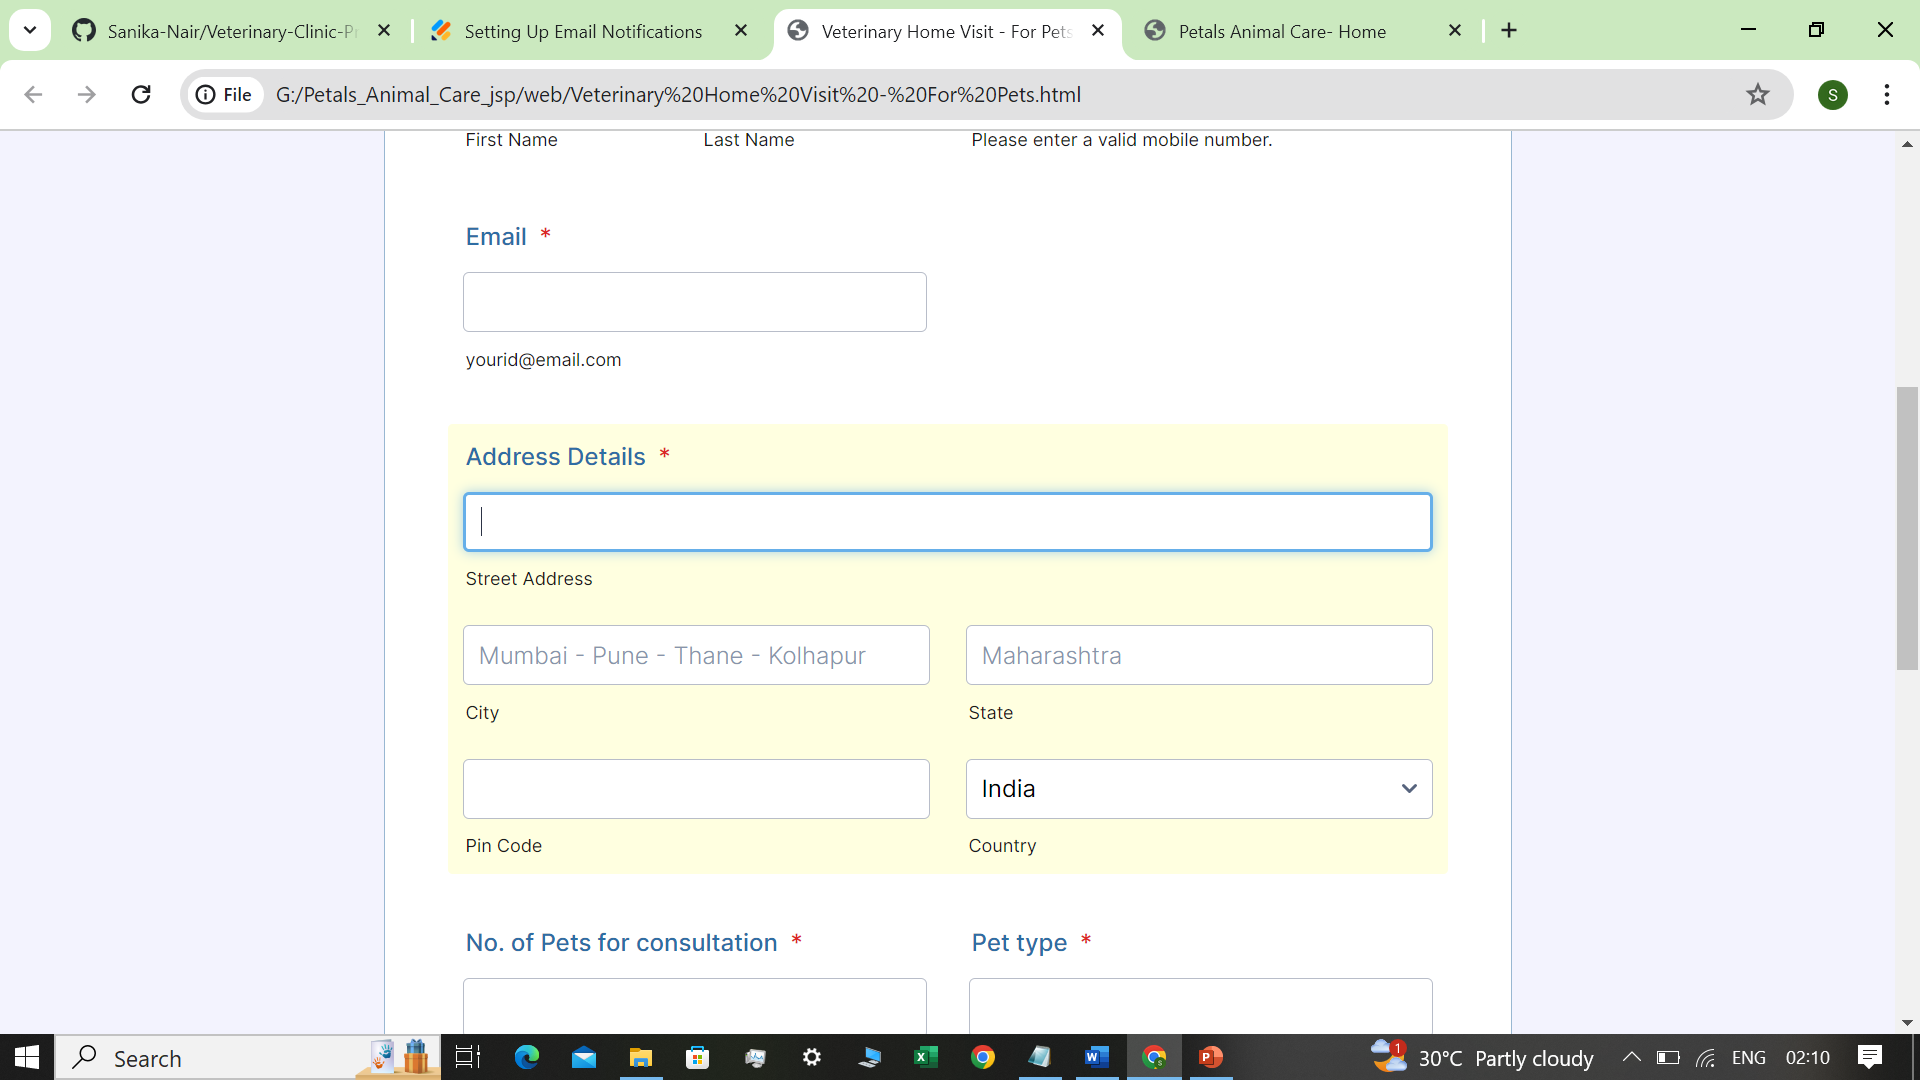 Sanika-Nair/Veterinary-Clinic-Pr
Setting Up Email Notifications
Veterinary Home Visit - For Pets
Petals Animal Care- Home
File
G:/Petals_Animal_Care_jsp/web/Veterinary%20Home%20Visit%20-%20For%20Pets.html
S
First Name
Last Name
Please enter a valid mobile number.
Email *
yourid@email.com
Address Details *
Street Address
Mumbai - Pune - Thane - Kolhapur
Maharashtra
City
State
India
Pin Code
Country
No. of Pets for consultation *
Pet type *
Search
1
30°C Partly cloudy
ENG
02:10